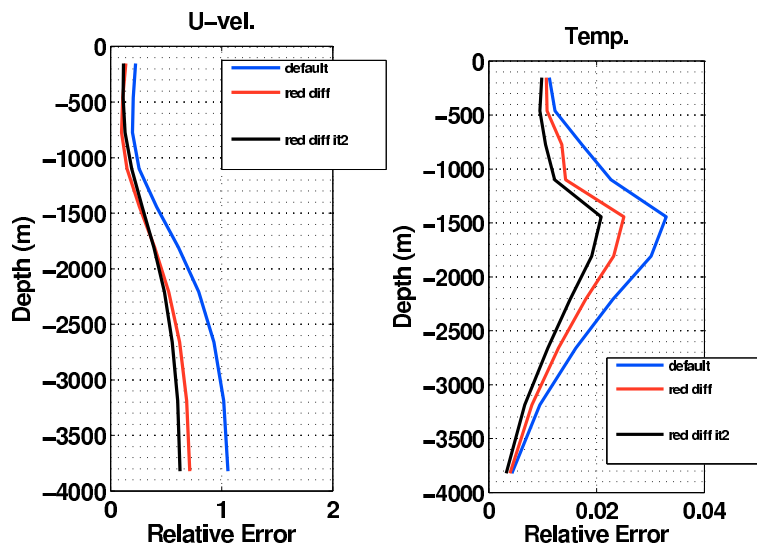 U−vel.
0
−500
−1000
−1500
−2000
−2500
−3000
−3500
−4000
Depth (m)
0
1
2
Relative Error
default
red diff
red diff it2
Temp.
0
−500
−1000
−1500
−2000
−2500
−3000
−3500
−4000
Depth (m)
0
0.02
0.04
Relative Error
default
red diff
red diff it2